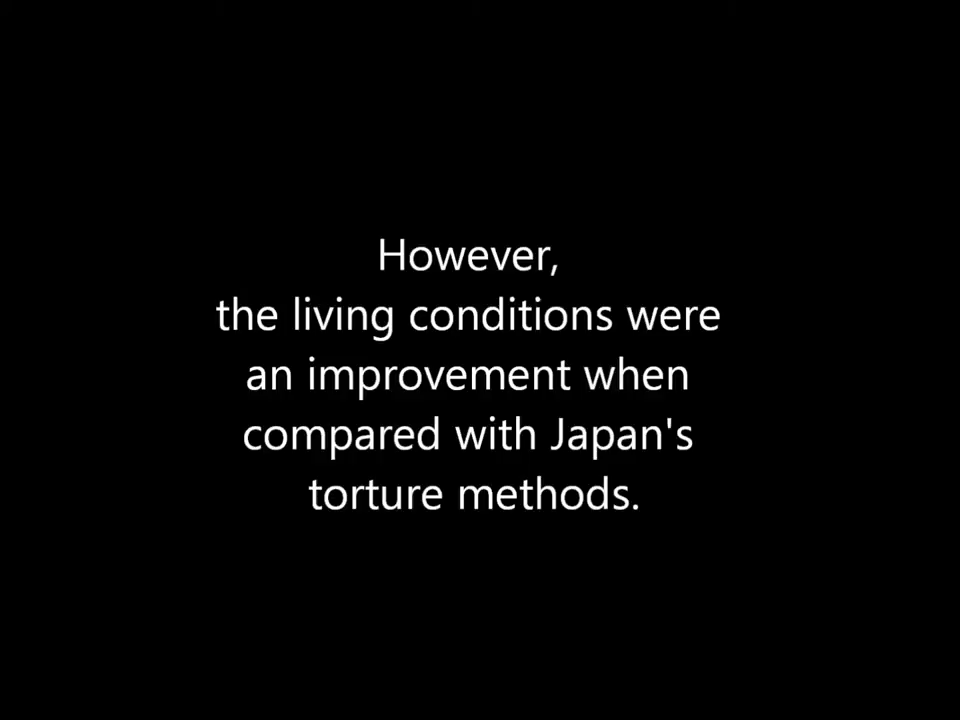 However,
the living conditions were
an improvement when
compared with Japan's
torture methods.